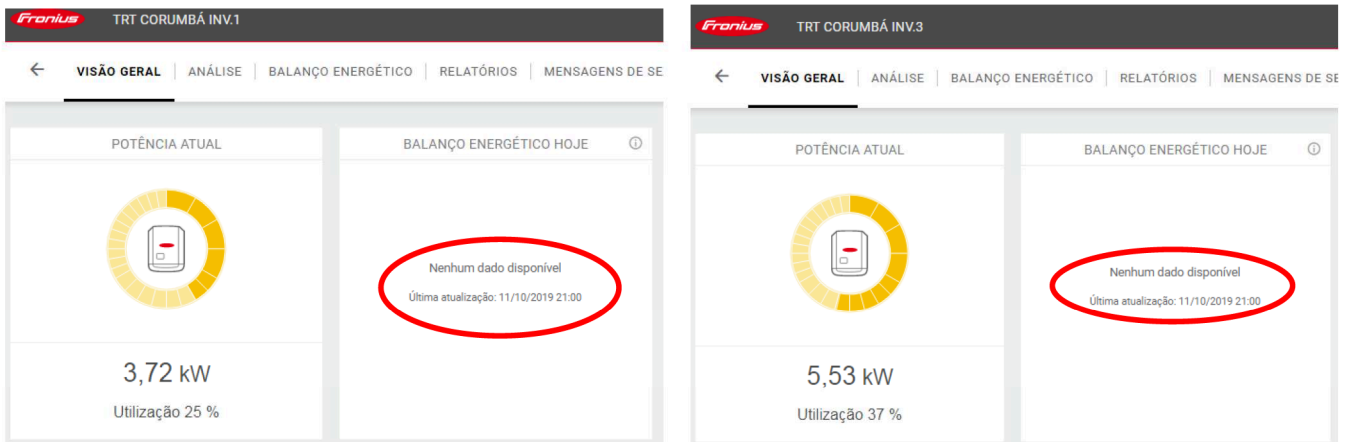 Fronius TRT CORUMBÁ INV.1
VISÃO GERAL ANÁLISE BALANÇO ENERGÉTICO RELATÓRIOS MENSAGENS DE SE
POTÊNCIA ATUAL
3,72 kW
Utilização 25 %
BALANÇO ENERGÉTICO HOJE
Nenhum dado disponível
Última atualização: 11/10/2019 21:00
Fronius TRT CORUMBÁ INV.3
VISÃO GERAL ANÁLISE BALANÇO ENERGÉTICO RELATÓRIOS MENSAGENS DE SE
POTÊNCIA ATUAL
5,53 kW
Utilização 37 %
BALANÇO ENERGÉTICO HOJE
Nenhum dado disponível
Última atualização: 11/10/2019 21:00